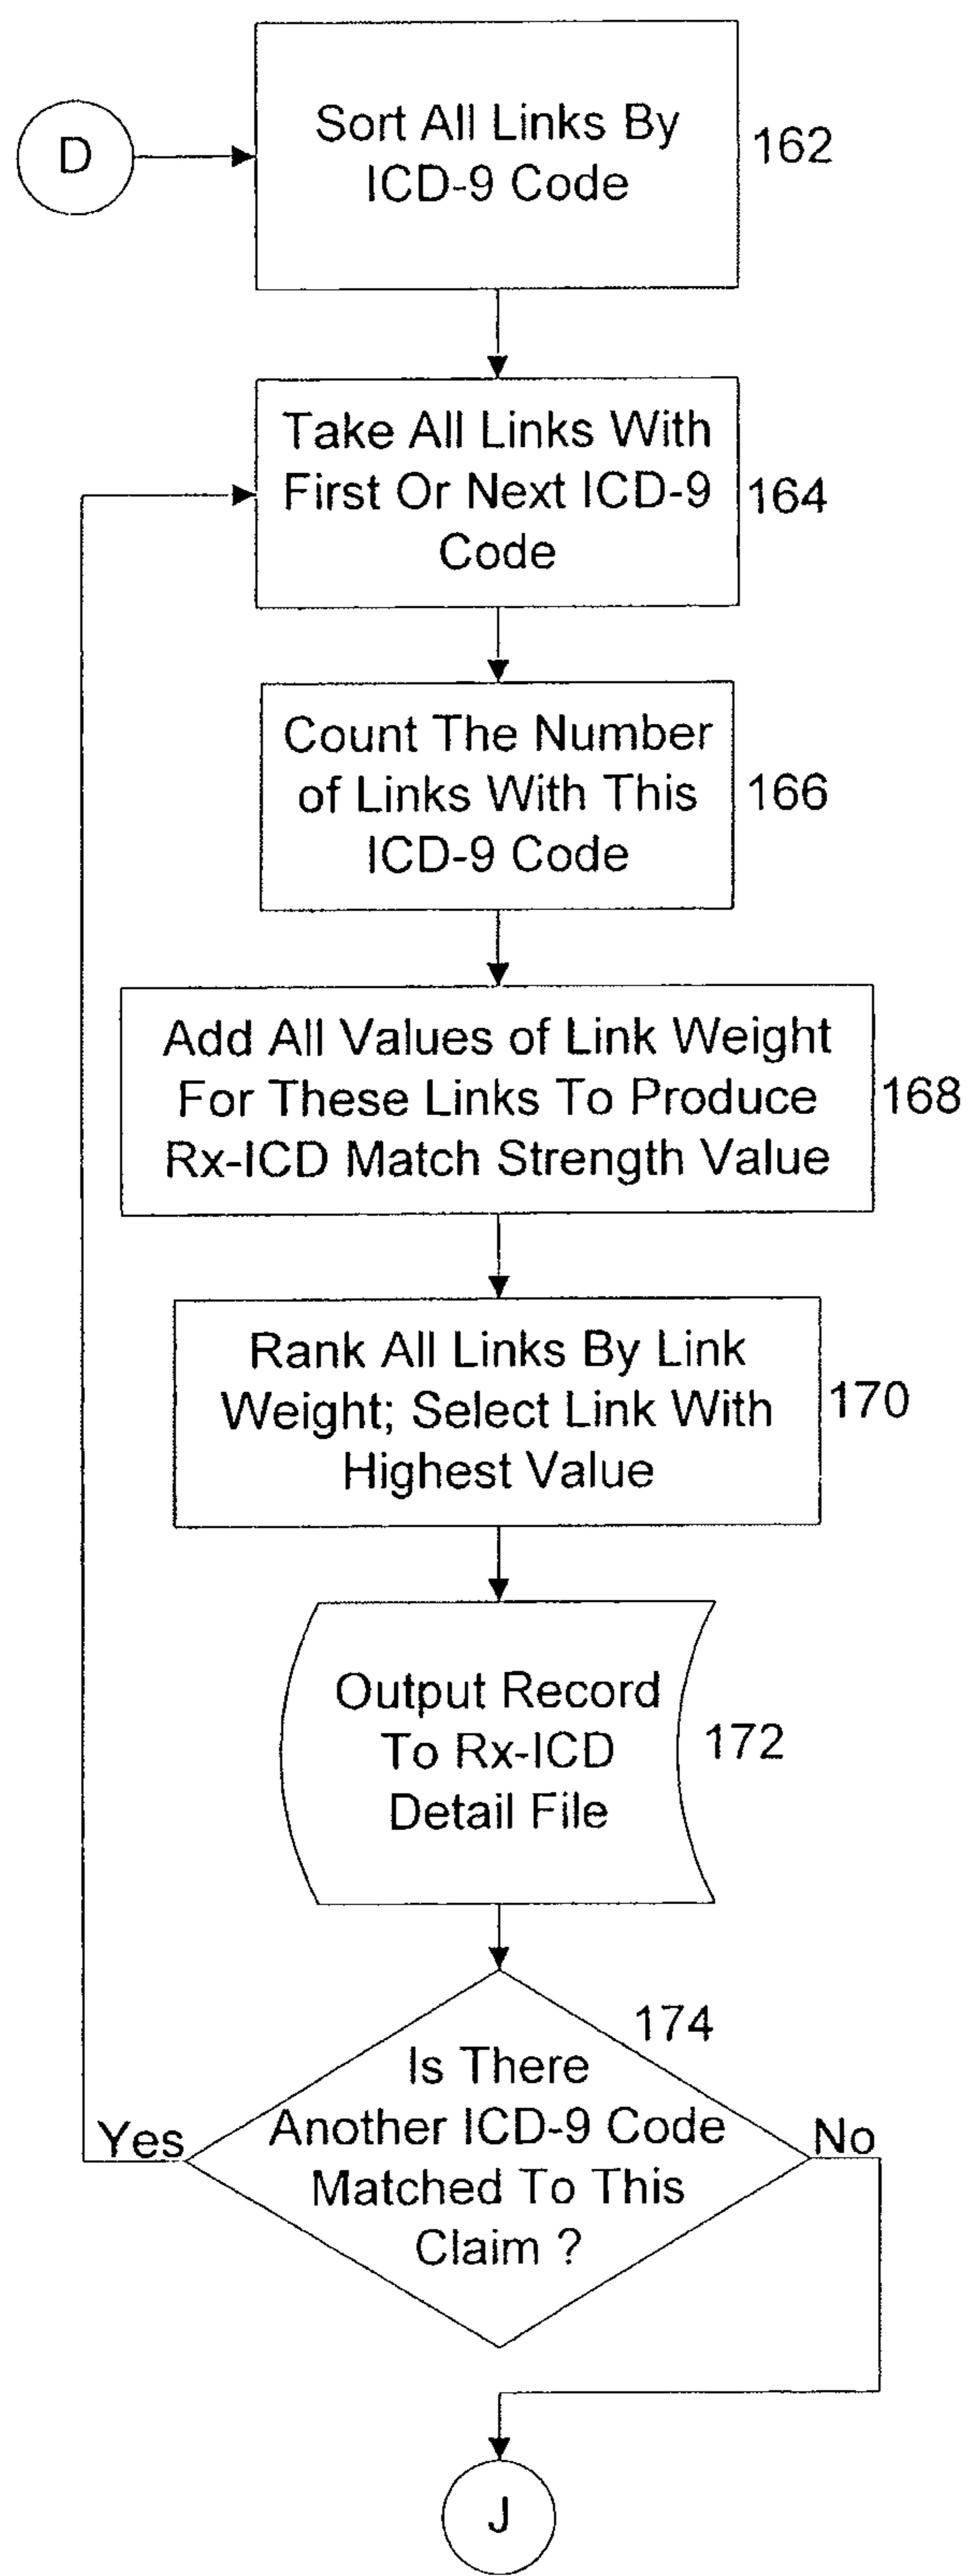 D
Sort All Links By
ICD-9 Code
162
Take All Links With
First Or Next ICD-9
Code
164
Count The Number
of Links With This
ICD-9 Code
166
Add All Values of Link Weight
For These Links To Produce
Rx-ICD Match Strength Value
168
Rank All Links By Link
Weight; Select Link With
Highest Value
170
Output Record
To Rx-ICD
Detail File
172
174
Is There
Another ICD-9 Code
Matched To This
Claim ?
Yes
No
J